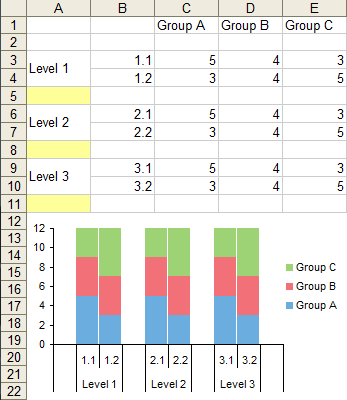 A B C D E
1 Group A Group B Group C
2
3 Level 1 1.1 5 4 3
4 1.2 3 4 5
5
6 Level 2 2.1 5 4 3
7 2.2 3 4 5
8
9 Level 3 3.1 5 4 3
10 3.2 3 4 5
11
12 12
13 10
14 8 Group C
15
16 6 Group B
17 4 Group A
18 2
19 0
20 1.1 1.2 2.1 2.2 3.1 3.2
21 Level 1 Level 2 Level 3
22